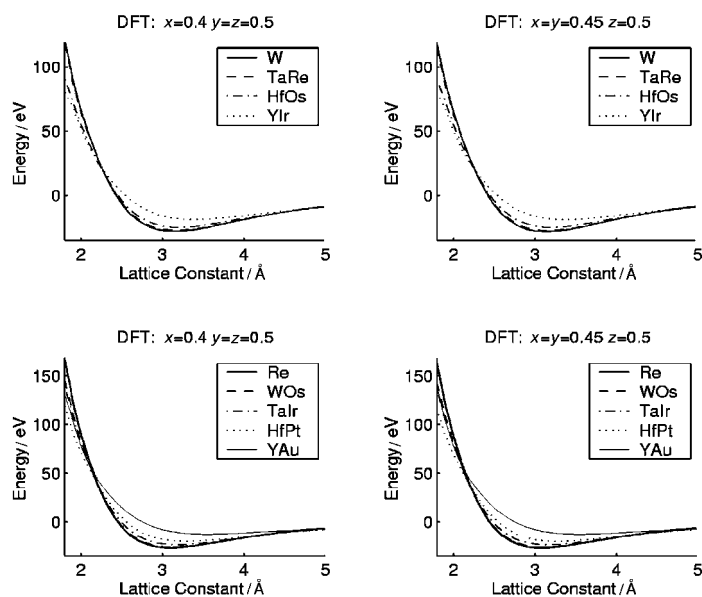 DFT: x=0.4 y=z=0.5
DFT: x=y=0.45 z=0.5
Energy / eV
100
50
0
W
TaRe
HfOs
YIr
2 3 4 5
Lattice Constant / Å
Energy / eV
100
50
0
W
TaRe
HfOs
YIr
2 3 4 5
Lattice Constant / Å
DFT: x=0.4 y=z=0.5
DFT: x=y=0.45 z=0.5
Energy / eV
150
100
50
0
Re
WOs
TaIr
HfPt
YAu
2 3 4 5
Lattice Constant / Å
Energy / eV
150
100
50
0
Re
WOs
TaIr
HfPt
YAu
2 3 4 5
Lattice Constant / Å